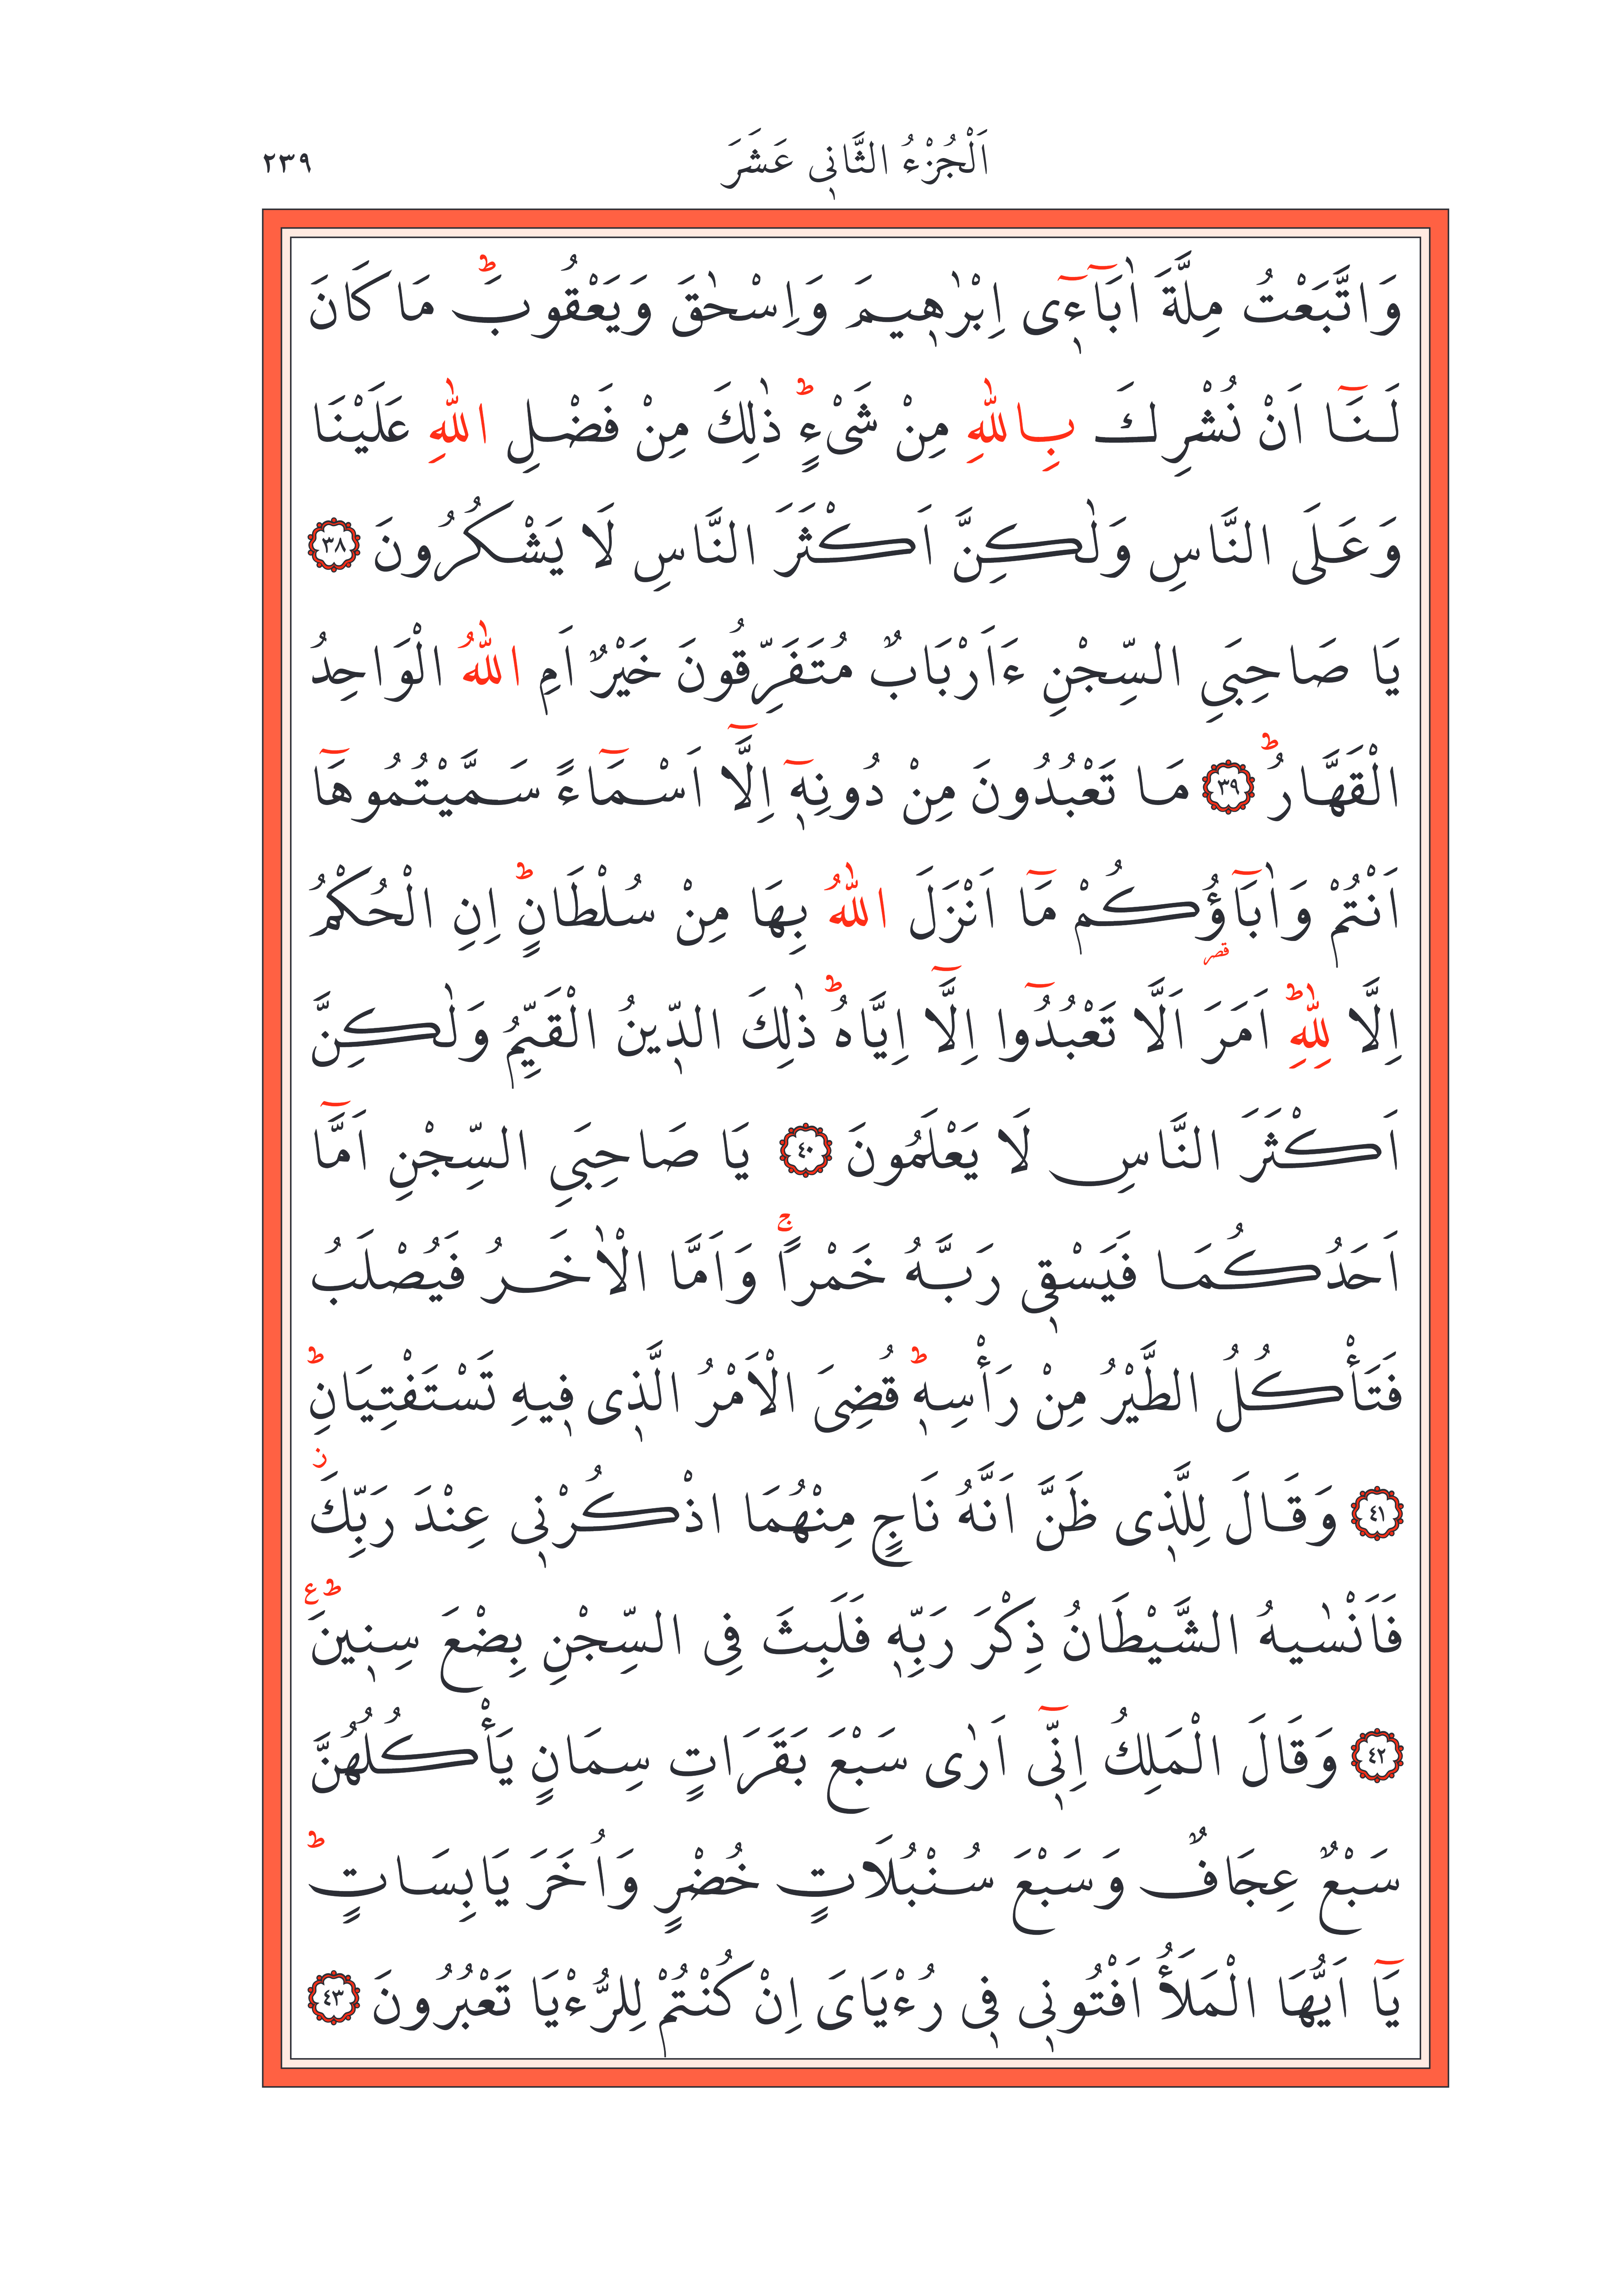 اَلْجُزْءُ الثَّانٖي عَشَرَ ٢٣٩
وَاتَّبَعْتُ مِلَّةَ اٰبَٓاءٖٓى اِبْرٰهٖيمَ وَاِسْحٰقَ وَيَعْقُوبَؕ مَا كَانَ
لَنَٓا اَنْ نُشْرِكَ بِاللّٰهِ مِنْ شَىْءٍؕ ذٰلِكَ مِنْ فَضْلِ اللّٰهِ عَلَيْنَا
وَعَلَى النَّاسِ وَلٰكِنَّ اَكْثَرَ النَّاسِ لَا يَشْكُرُونَ ٣٨
يَا صَاحِبَيِ السِّجْنِ ءَاَرْبَابٌ مُتَفَرِّقُونَ خَيْرٌ اَمِ اللّٰهُ الْوَاحِدُ
الْقَهَّارُؕ ٣٩ مَا تَعْبُدُونَ مِنْ دُونِهٖٓ اِلَّٓا اَسْمَٓاءً سَمَّيْتُمُوهَٓا
اَنْتُمْ وَاٰبَٓاؤُكُمْ مَٓا اَنْزَلَ اللّٰهُ بِهَا مِنْ سُلْطَانٍؕ اِنِ الْحُكْمُ
قصر
اِلَّا لِلّٰهِؕ اَمَرَ اَلَّا تَعْبُدُٓوا اِلَّٓا اِيَّاهُؕ ذٰلِكَ الدّٖينُ الْقَيِّمُ وَلٰكِنَّ
اَكْثَرَ النَّاسِ لَا يَعْلَمُونَ ٤٠ يَا صَاحِبَيِ السِّجْنِ اَمَّٓا
اَحَدُكُمَا فَيَسْقٖى رَبَّهُ خَمْراًۚ وَاَمَّا الْاٰخَرُ فَيُصْلَبُ
فَتَأْكُلُ الطَّيْرُ مِنْ رَأْسِهٖؕ قُضِىَ الْاَمْرُ الَّذٖى فٖيهِ تَسْتَفْتِيَانِؕ
٤١ وَقَالَ لِلَّذٖى ظَنَّ اَنَّهُ نَاجٍ مِنْهُمَا اذْكُرْنٖى عِنْدَ رَبِّكَؗ
فَاَنْسٰيهُ الشَّيْطَانُ ذِكْرَ رَبِّهٖ فَلَبِثَ فِى السِّجْنِ بِضْعَ سِنٖينَؕ ع
٤٢ وَقَالَ الْمَلِكُ اِنّٖٓى اَرٰى سَبْعَ بَقَرَاتٍ سِمَانٍ يَأْكُلُهُنَّ
سَبْعٌ عِجَافٌ وَسَبْعَ سُنْبُلَاتٍ خُضْرٍ وَاُخَرَ يَابِسَاتٍؕ
يَٓا اَيُّهَا الْمَلَأُ اَفْتُونٖى فٖى رُءْيَاىَ اِنْ كُنْتُمْ لِلرُّءْيَا تَعْبُرُونَ ٤٣